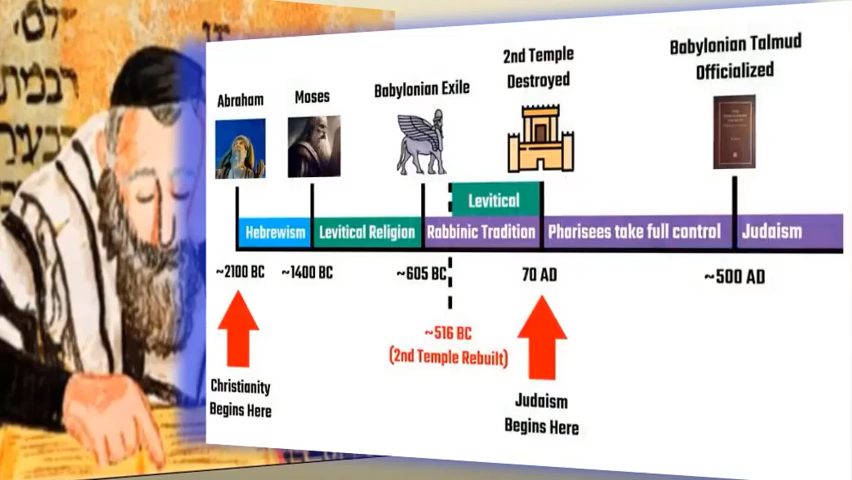 Abraham
Moses
Babylonian Exile
2nd Temple
Destroyed
Babylonian Talmud
Officialized
Levitical
Hebrewism
Levitical Religion
Rabbinic Tradition
Pharisees take full control
Judaism
~2100 BC
~1400 BC
~605 BC
70 AD
~500 AD
~516 BC
(2nd Temple Rebuilt)
Christianity
Begins Here
Judaism
Begins Here